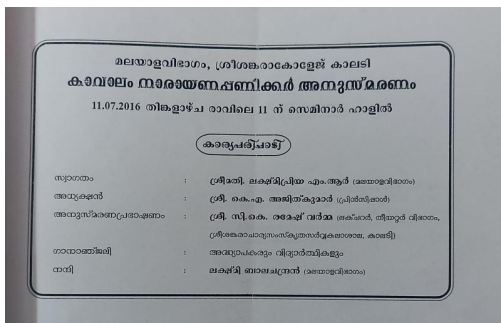 മലയാളവിഭാഗം, ശ്രീശങ്കരാകോളേജ് കാലടി
കാവാലം നാരായണപ്പണിക്കർ അനുസ്മരണം
11.07.2016 തിങ്കളാഴ്ച രാവിലെ 11 ന് സെമിനാർ ഹാളിൽ
കാര്യപരിപാടി
സ്വാഗതം : ശ്രീമതി. ലക്ഷ്മിപ്രിയ എം.ആർ (മലയാളവിഭാഗം)
അധ്യക്ഷൻ : ശ്രീ. കെ.എ. അജിത്കുമാർ (പ്രിൻസിപ്പാൾ)
അനുസ്മരണപ്രഭാഷണം : ശ്രീ. സി.കെ. രമേഷ് വർമ്മ (ലക്ചറർ, തീയറ്റർ വിഭാഗം,
ശ്രീശങ്കരാചാര്യസംസ്കൃതസർവ്വകലാശാല, കാലടി)
ഗാനാഞ്ജലി : അദ്ധ്യാപകരും വിദ്യാർത്ഥികളും
നന്ദി : ലക്ഷ്മി ബാലചന്ദ്രൻ (മലയാളവിഭാഗം)